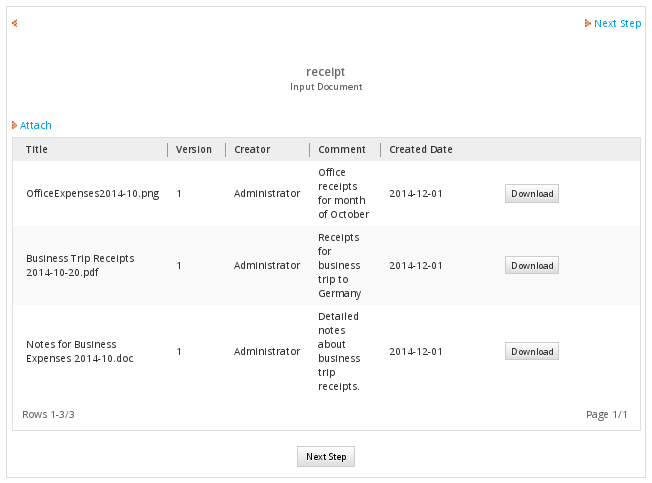 Next Step
receipt
Input Document
Attach
Title Version Creator Comment Created Date
OfficeExpenses2014-10.png 1 Administrator Office receipts for month of October 2014-12-01 Download
Business Trip Receipts 2014-10-20.pdf 1 Administrator Receipts for business trip to Germany 2014-12-01 Download
Notes for Business Expenses 2014-10.doc 1 Administrator Detailed notes about business trip receipts. 2014-12-01 Download
Rows 1-3/3 Page 1/1
Next Step